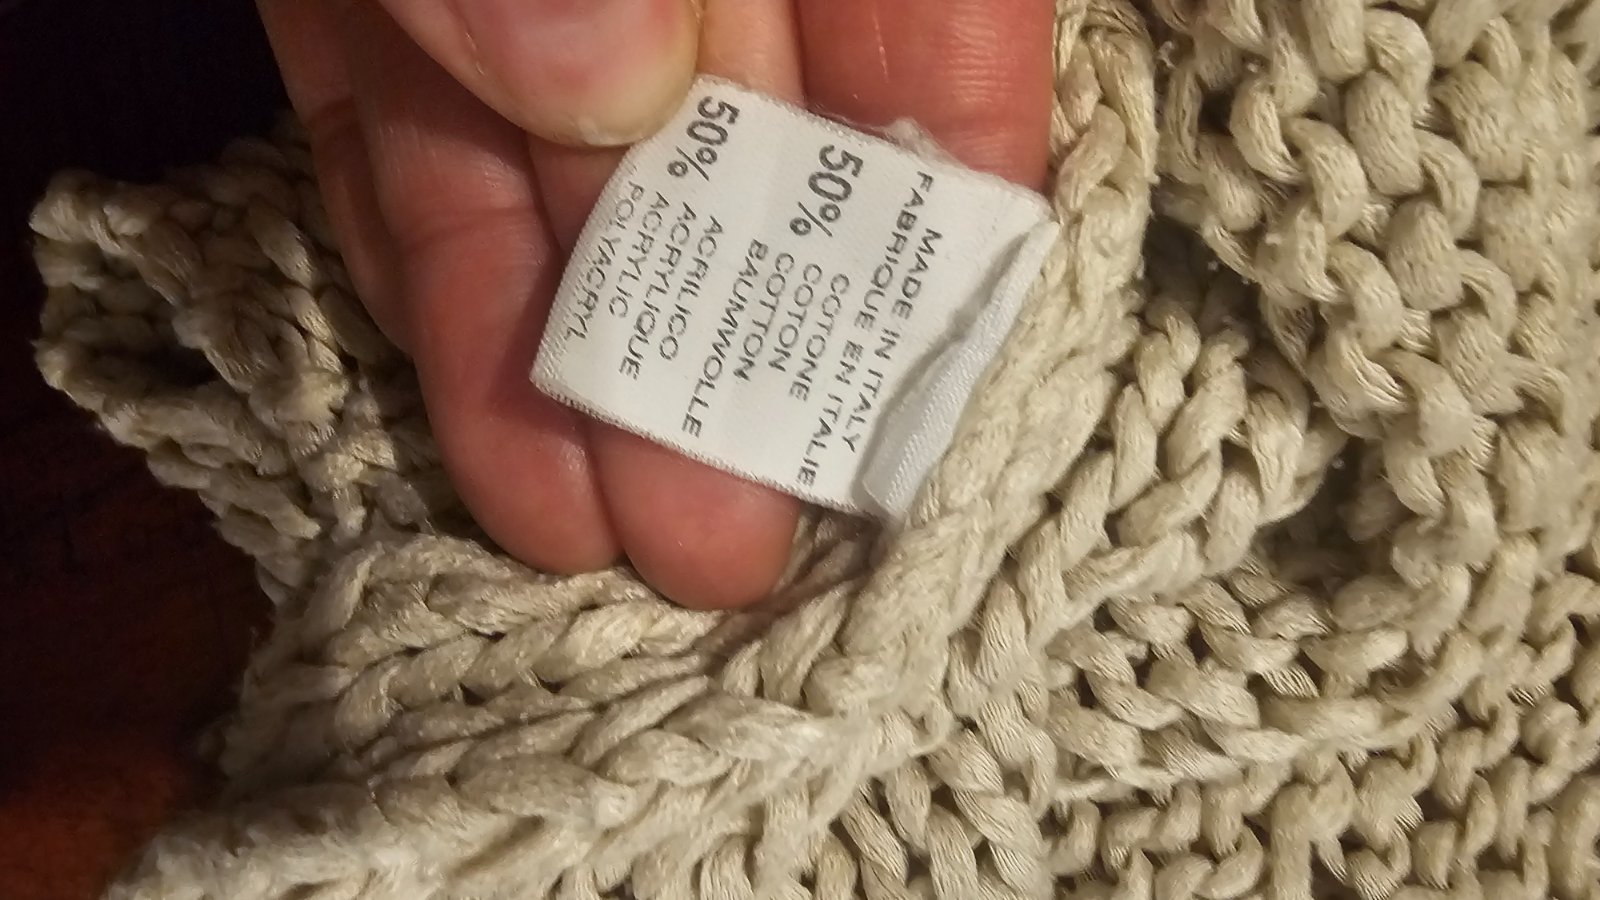 MADE IN ITALY
FABRIQUE EN ITALIE
50% COTONE
COTON
COTTON
BAUMWOLLE
50% ACRILICO
ACRYLIQUE
ACRYLIC
POLYACRYL